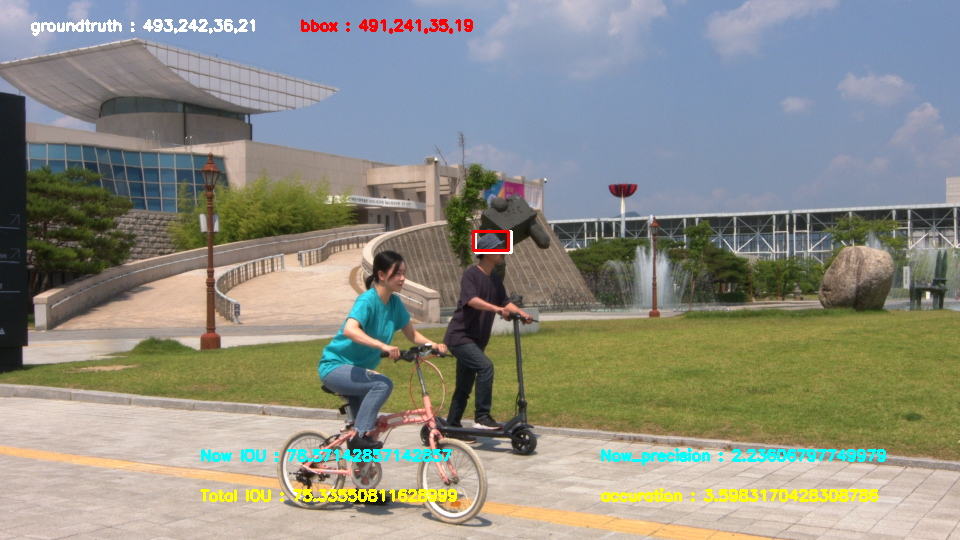 groundtruth : 493,242,36,21
bbox : 491,241,35,19
Now IOU : 78.57142857142857
Now_precision : 2.23606797749979
Total IOU : 75.33550811628999
accuration : 3.5983170428308786